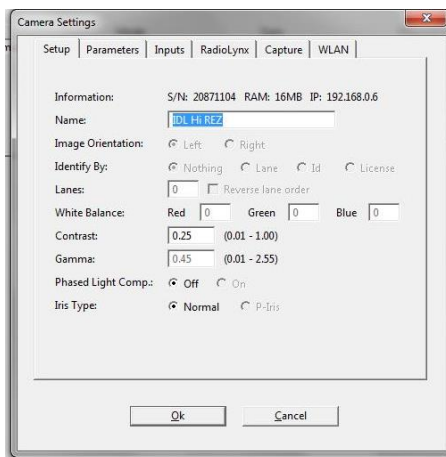 Camera Settings
Setup Parameters Inputs RadioLynx Capture WLAN
Information: S/N: 20871104 RAM: 16MB IP: 192.168.0.6
Name: IDL Hi REZ
Image Orientation: Left Right
Identify By: Nothing Lane Id License
Lanes: 0 Reverse lane order
White Balance: Red 0 Green 0 Blue 0
Contrast: 0.25 (0.01 - 1.00)
Gamma: 0.45 (0.01 - 2.55)
Phased Light Comp.: Off On
Iris Type: Normal P-Iris
Ok Cancel